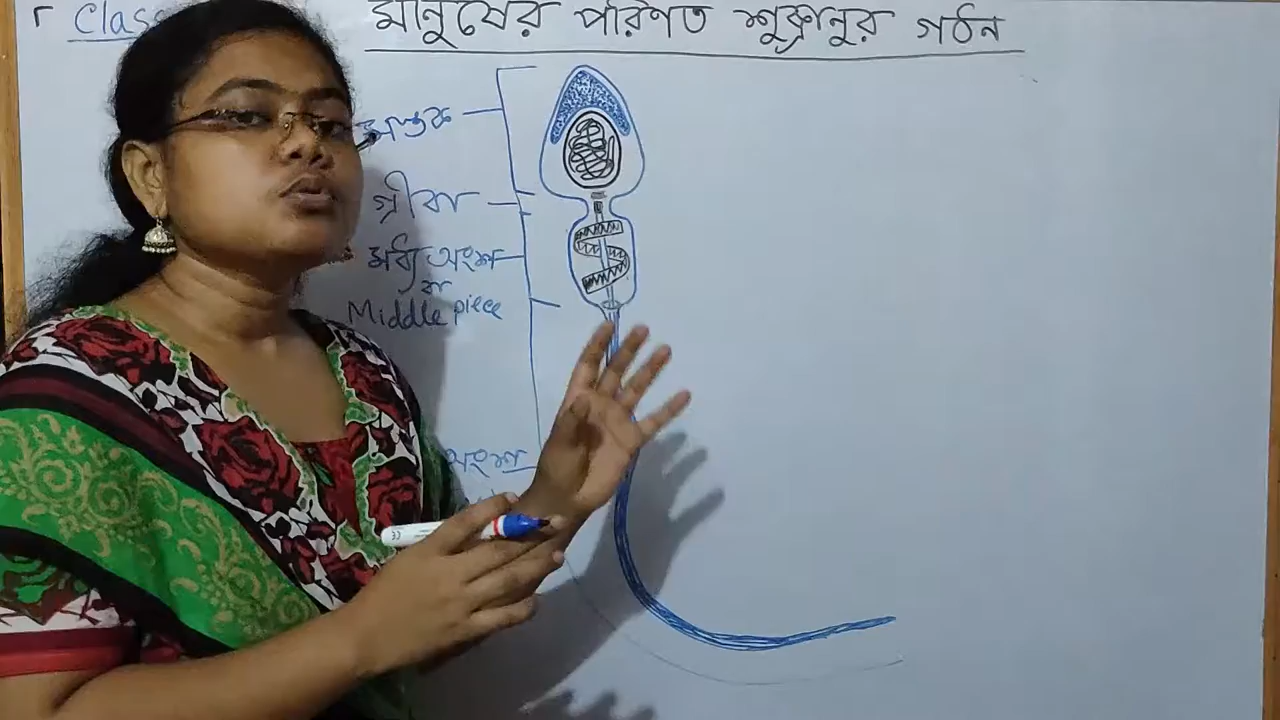 Class
মানুষের পরিণত শুক্রানুর গঠন
মস্তক
গ্রীবা
মধ্য অংশ
বা
Middle piece
অংশ